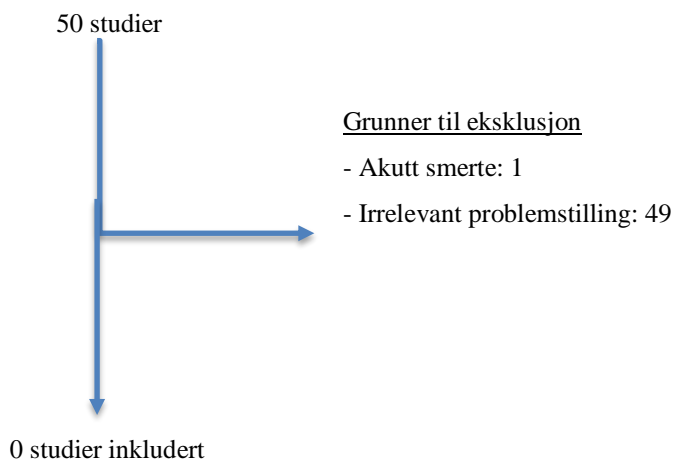 50 studier
Grunner til eksklusjon
- Akutt smerte: 1
- Irrelevant problemstilling: 49
0 studier inkludert